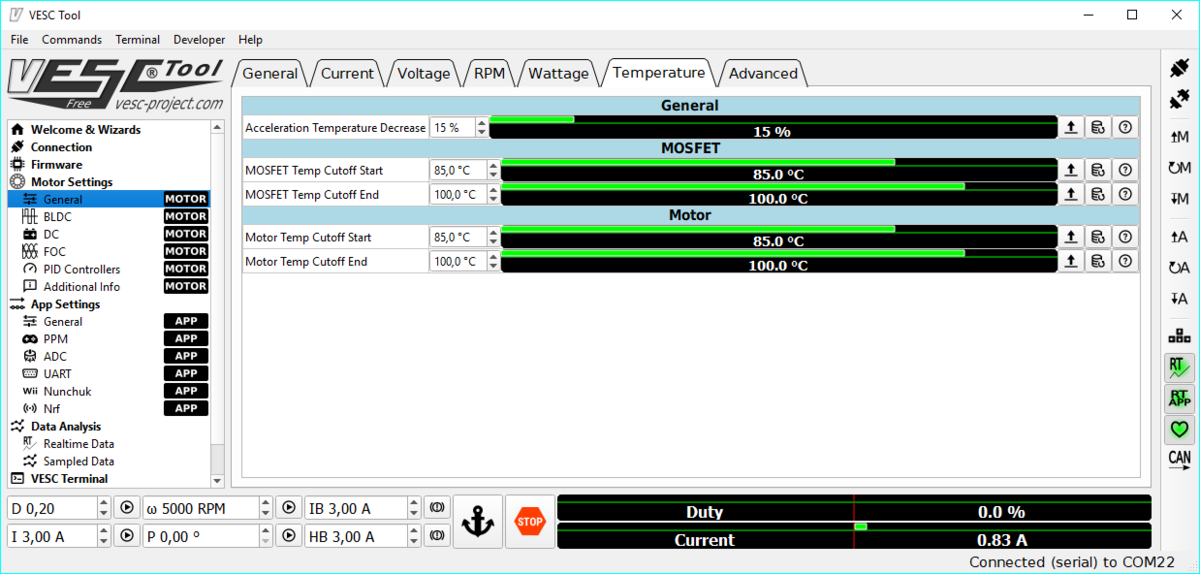 VESC Tool
File Commands Terminal Developer Help
VESC® Tool
Free vesc-project.com
General Current Voltage RPM Wattage Temperature Advanced
Welcome & Wizards
Connection
Firmware
Motor Settings
General MOTOR
BLDC MOTOR
DC MOTOR
FOC MOTOR
PID Controllers MOTOR
Additional Info MOTOR
App Settings
General APP
PPM APP
ADC APP
UART APP
Wii Nunchuk APP
Nrf APP
Data Analysis
RT Realtime Data
Sampled Data
VESC Terminal
General
Acceleration Temperature Decrease 15 % 15 %
MOSFET
MOSFET Temp Cutoff Start 85,0 °C 85.0 °C
MOSFET Temp Cutoff End 100,0 °C 100.0 °C
Motor
Motor Temp Cutoff Start 85,0 °C 85.0 °C
Motor Temp Cutoff End 100,0 °C 100.0 °C
M
M
M
A
A
A
RT
RT
APP
CAN
D 0,20 ω 5000 RPM IB 3,00 A
I 3,00 A P 0,00 ° HB 3,00 A
STOP
Duty 0.0 %
Current 0.83 A
Connected (serial) to COM22